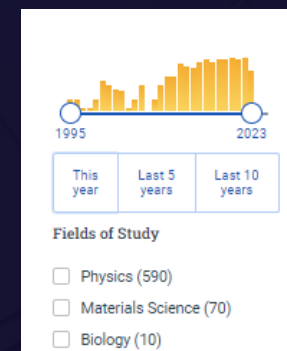 1995 2023
This year Last 5 years Last 10 years
Fields of Study
Physics (590)
Materials Science (70)
Biology (10)